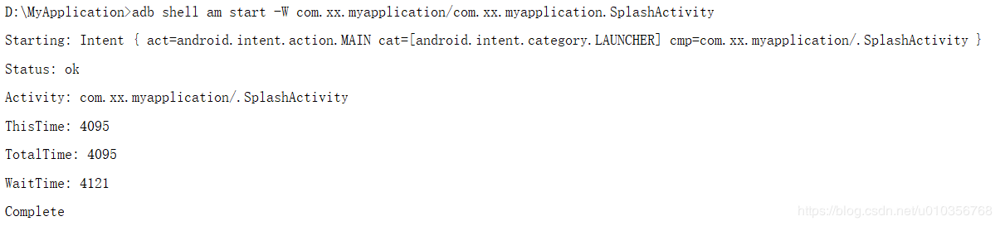 D:\MyApplication>adb shell am start -W com.xx.myapplication/com.xx.myapplication.SplashActivity
Starting: Intent { act=android.intent.action.MAIN cat=[android.intent.category.LAUNCHER] cmp=com.xx.myapplication/.SplashActivity }
Status: ok
Activity: com.xx.myapplication/.SplashActivity
ThisTime: 4095
TotalTime: 4095
WaitTime: 4121
Complete
https://blog.csdn.net/u010356768